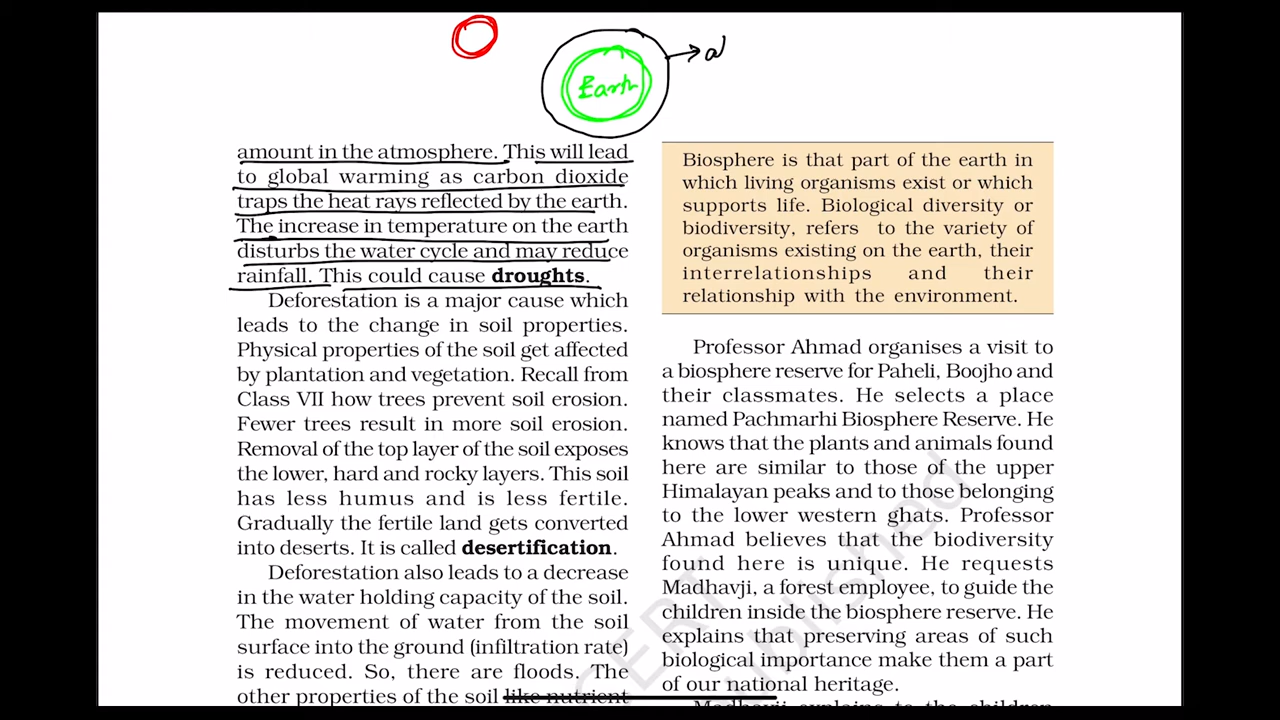 Earth
amount in the atmosphere. This will lead
to global warming as carbon dioxide
traps the heat rays reflected by the earth.
The increase in temperature on the earth
disturbs the water cycle and may reduce
rainfall. This could cause droughts.
Deforestation is a major cause which
leads to the change in soil properties.
Physical properties of the soil get affected
by plantation and vegetation. Recall from
Class VII how trees prevent soil erosion.
Fewer trees result in more soil erosion.
Removal of the top layer of the soil exposes
the lower, hard and rocky layers. This soil
has less humus and is less fertile.
Gradually the fertile land gets converted
into deserts. It is called desertification.
Deforestation also leads to a decrease
in the water holding capacity of the soil.
The movement of water from the soil
surface into the ground (infiltration rate)
is reduced. So, there are floods. The
other properties of the soil like nutrient
Biosphere is that part of the earth in
which living organisms exist or which
supports life. Biological diversity or
biodiversity, refers to the variety of
organisms existing on the earth, their
interrelationships and their
relationship with the environment.
Professor Ahmad organises a visit to
a biosphere reserve for Paheli, Boojho and
their classmates. He selects a place
named Pachmarhi Biosphere Reserve. He
knows that the plants and animals found
here are similar to those of the upper
Himalayan peaks and to those belonging
to the lower western ghats. Professor
Ahmad believes that the biodiversity
found here is unique. He requests
Madhavji, a forest employee, to guide the
children inside the biosphere reserve. He
explains that preserving areas of such
biological importance make them a part
of our national heritage.
Madhavji explains to the children